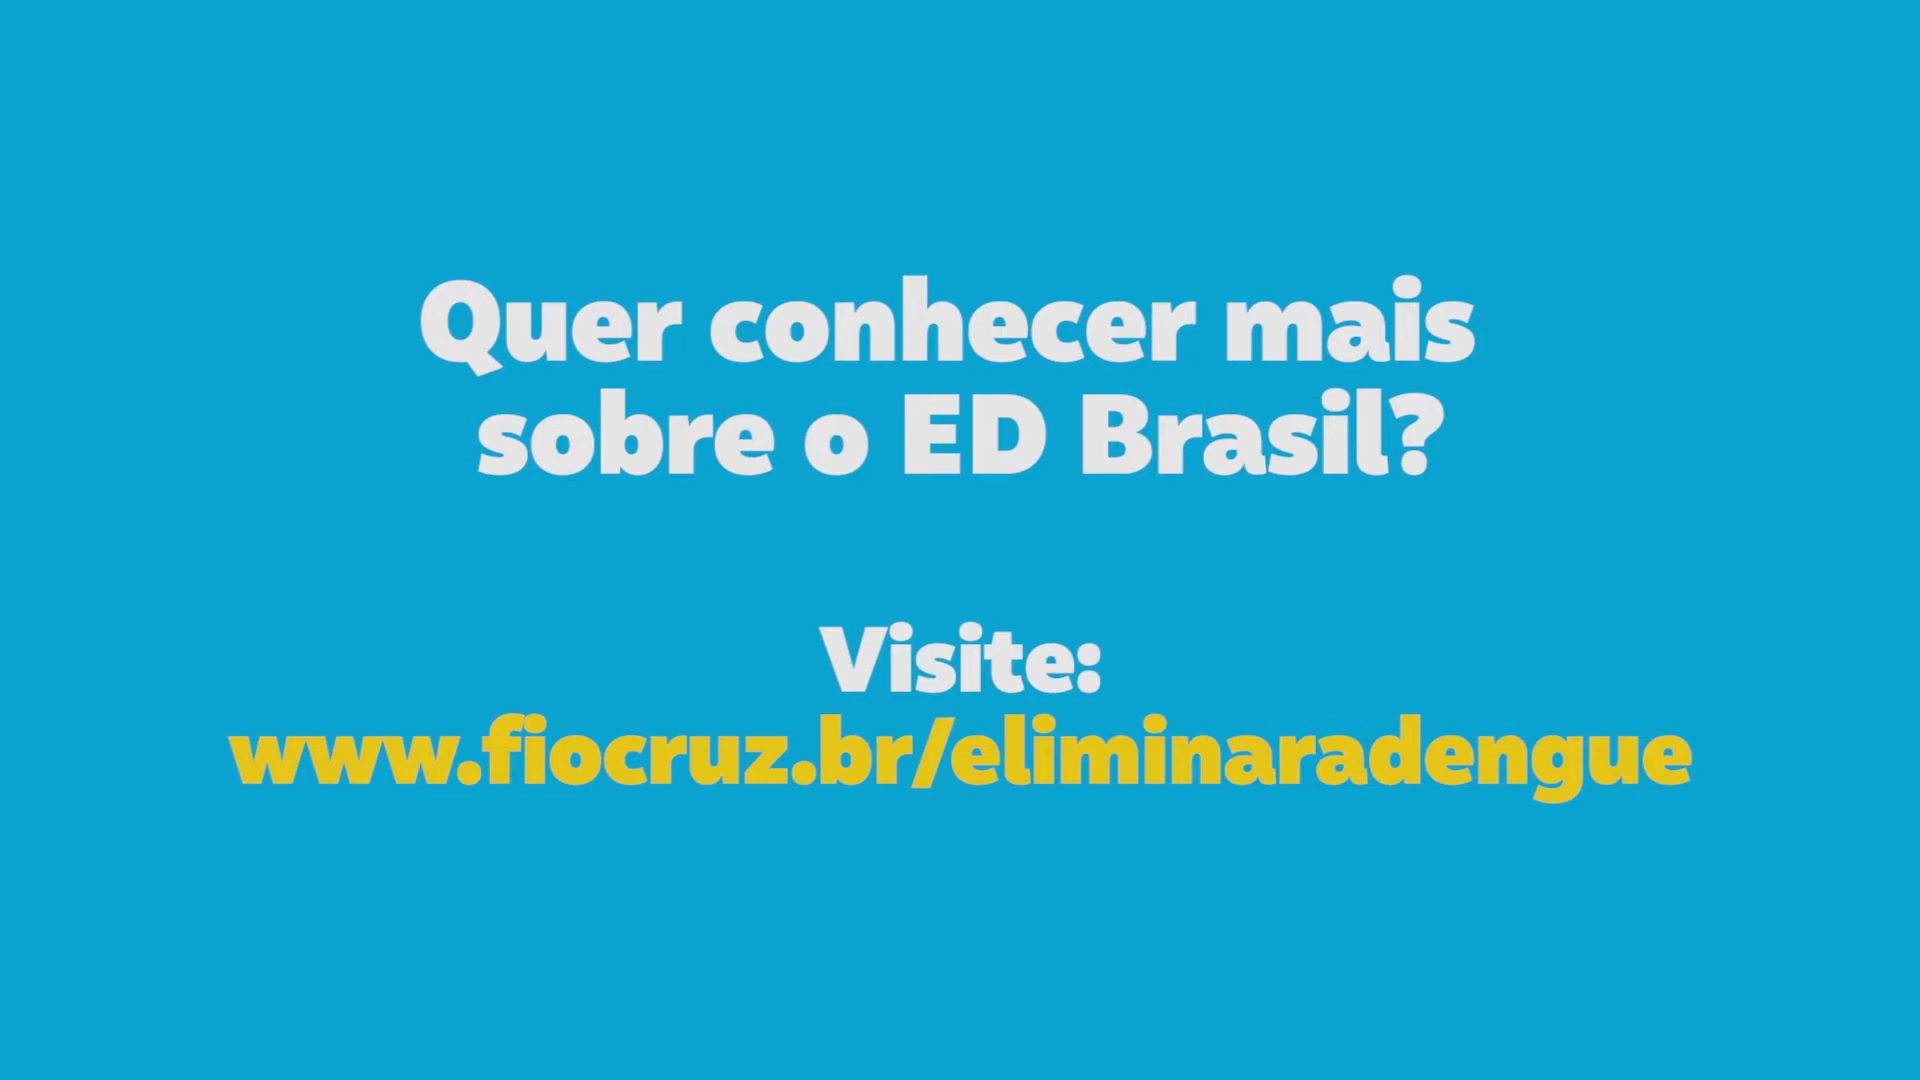 Quer conhecer mais
sobre o ED Brasil?
Visite:
www.fiocruz.br/eliminaradengue